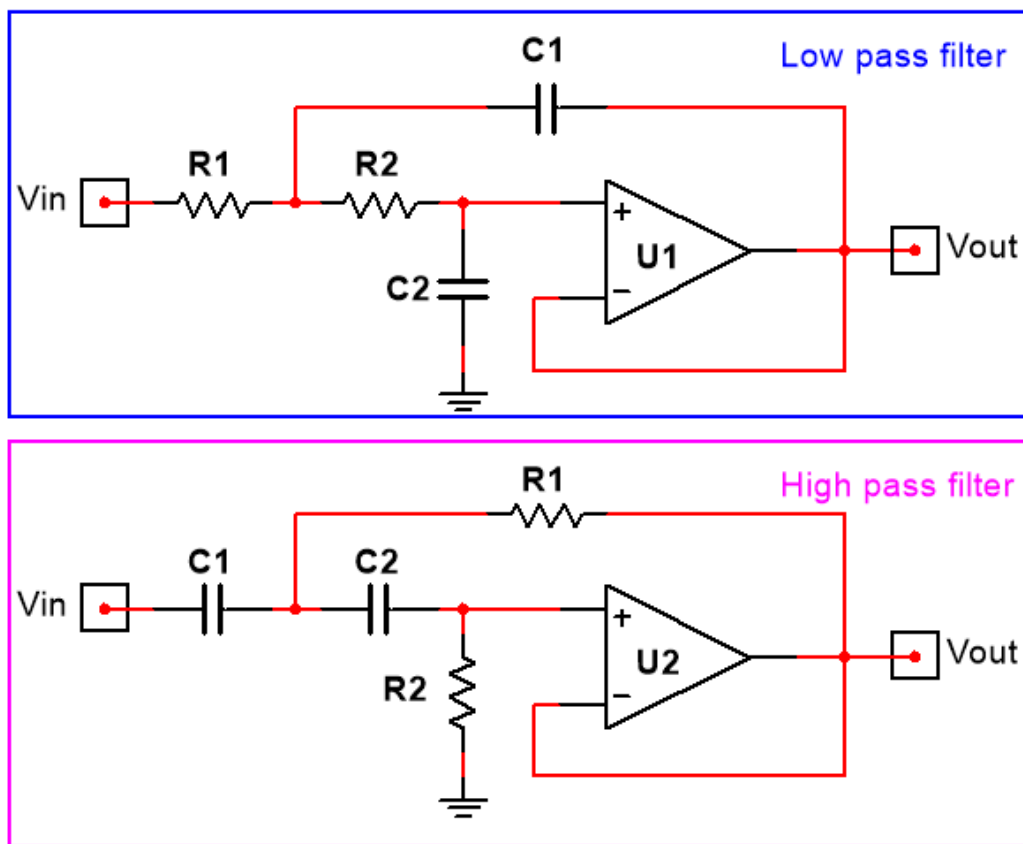 Low pass filter
C1
R1
R2
Vin
+
U1
−
Vout
C2
High pass filter
R1
C1
C2
Vin
+
U2
−
Vout
R2